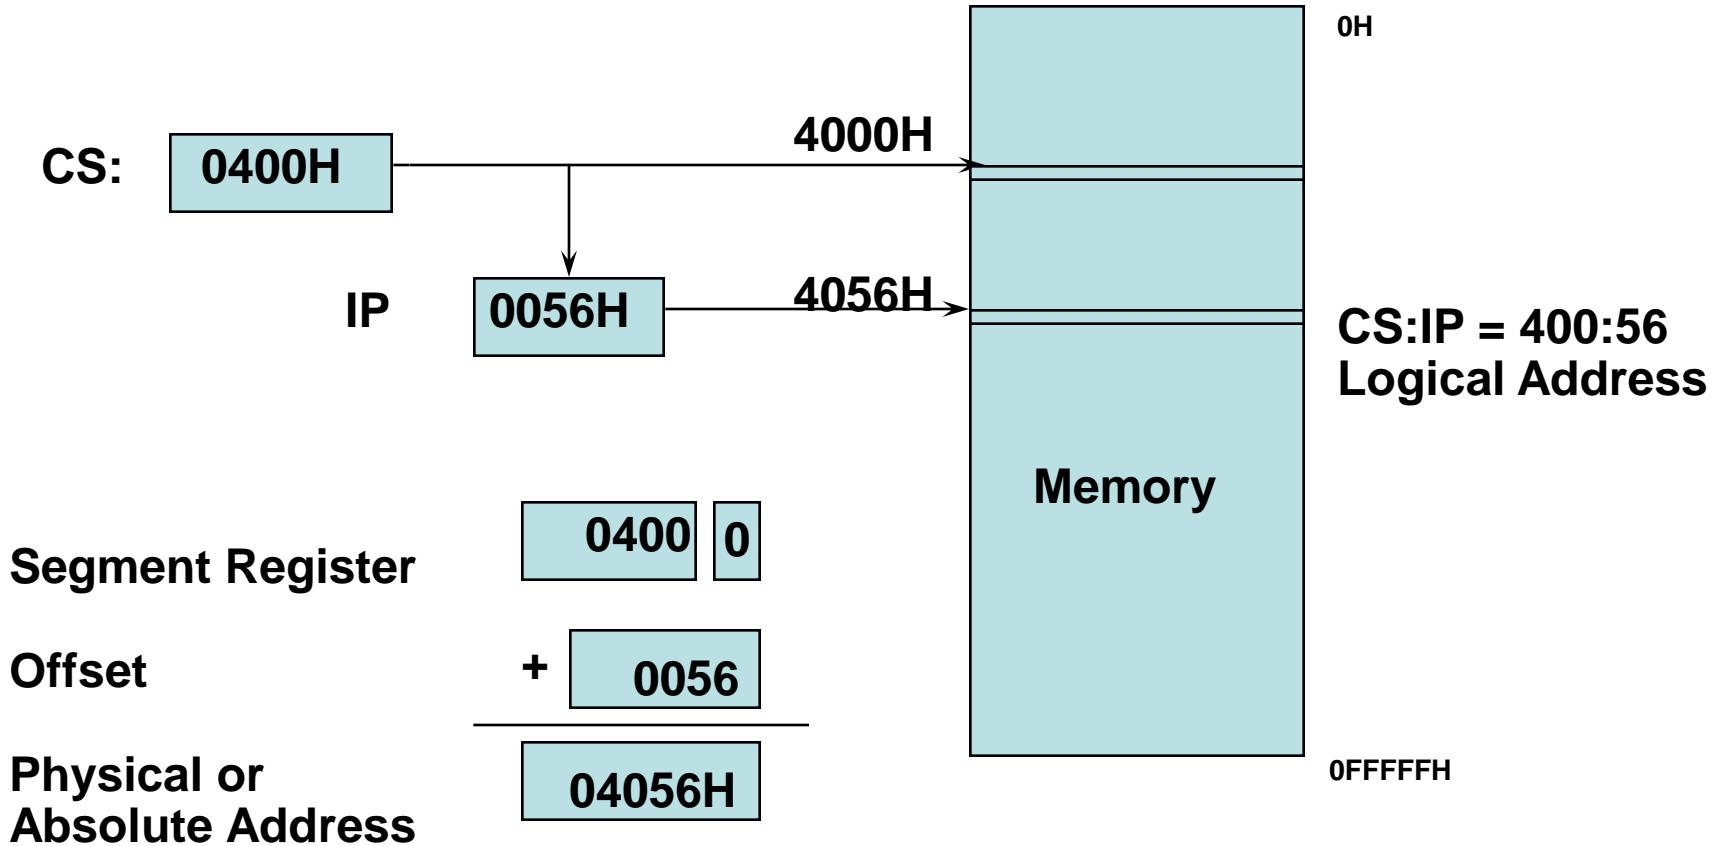 0H
4000H
CS:
0400H
IP
0056H
4056H
CS:IP = 400:56
Logical Address
Memory
Segment Register
0400
0
Offset
+
0056
Physical or
Absolute Address
04056H
0FFFFFH